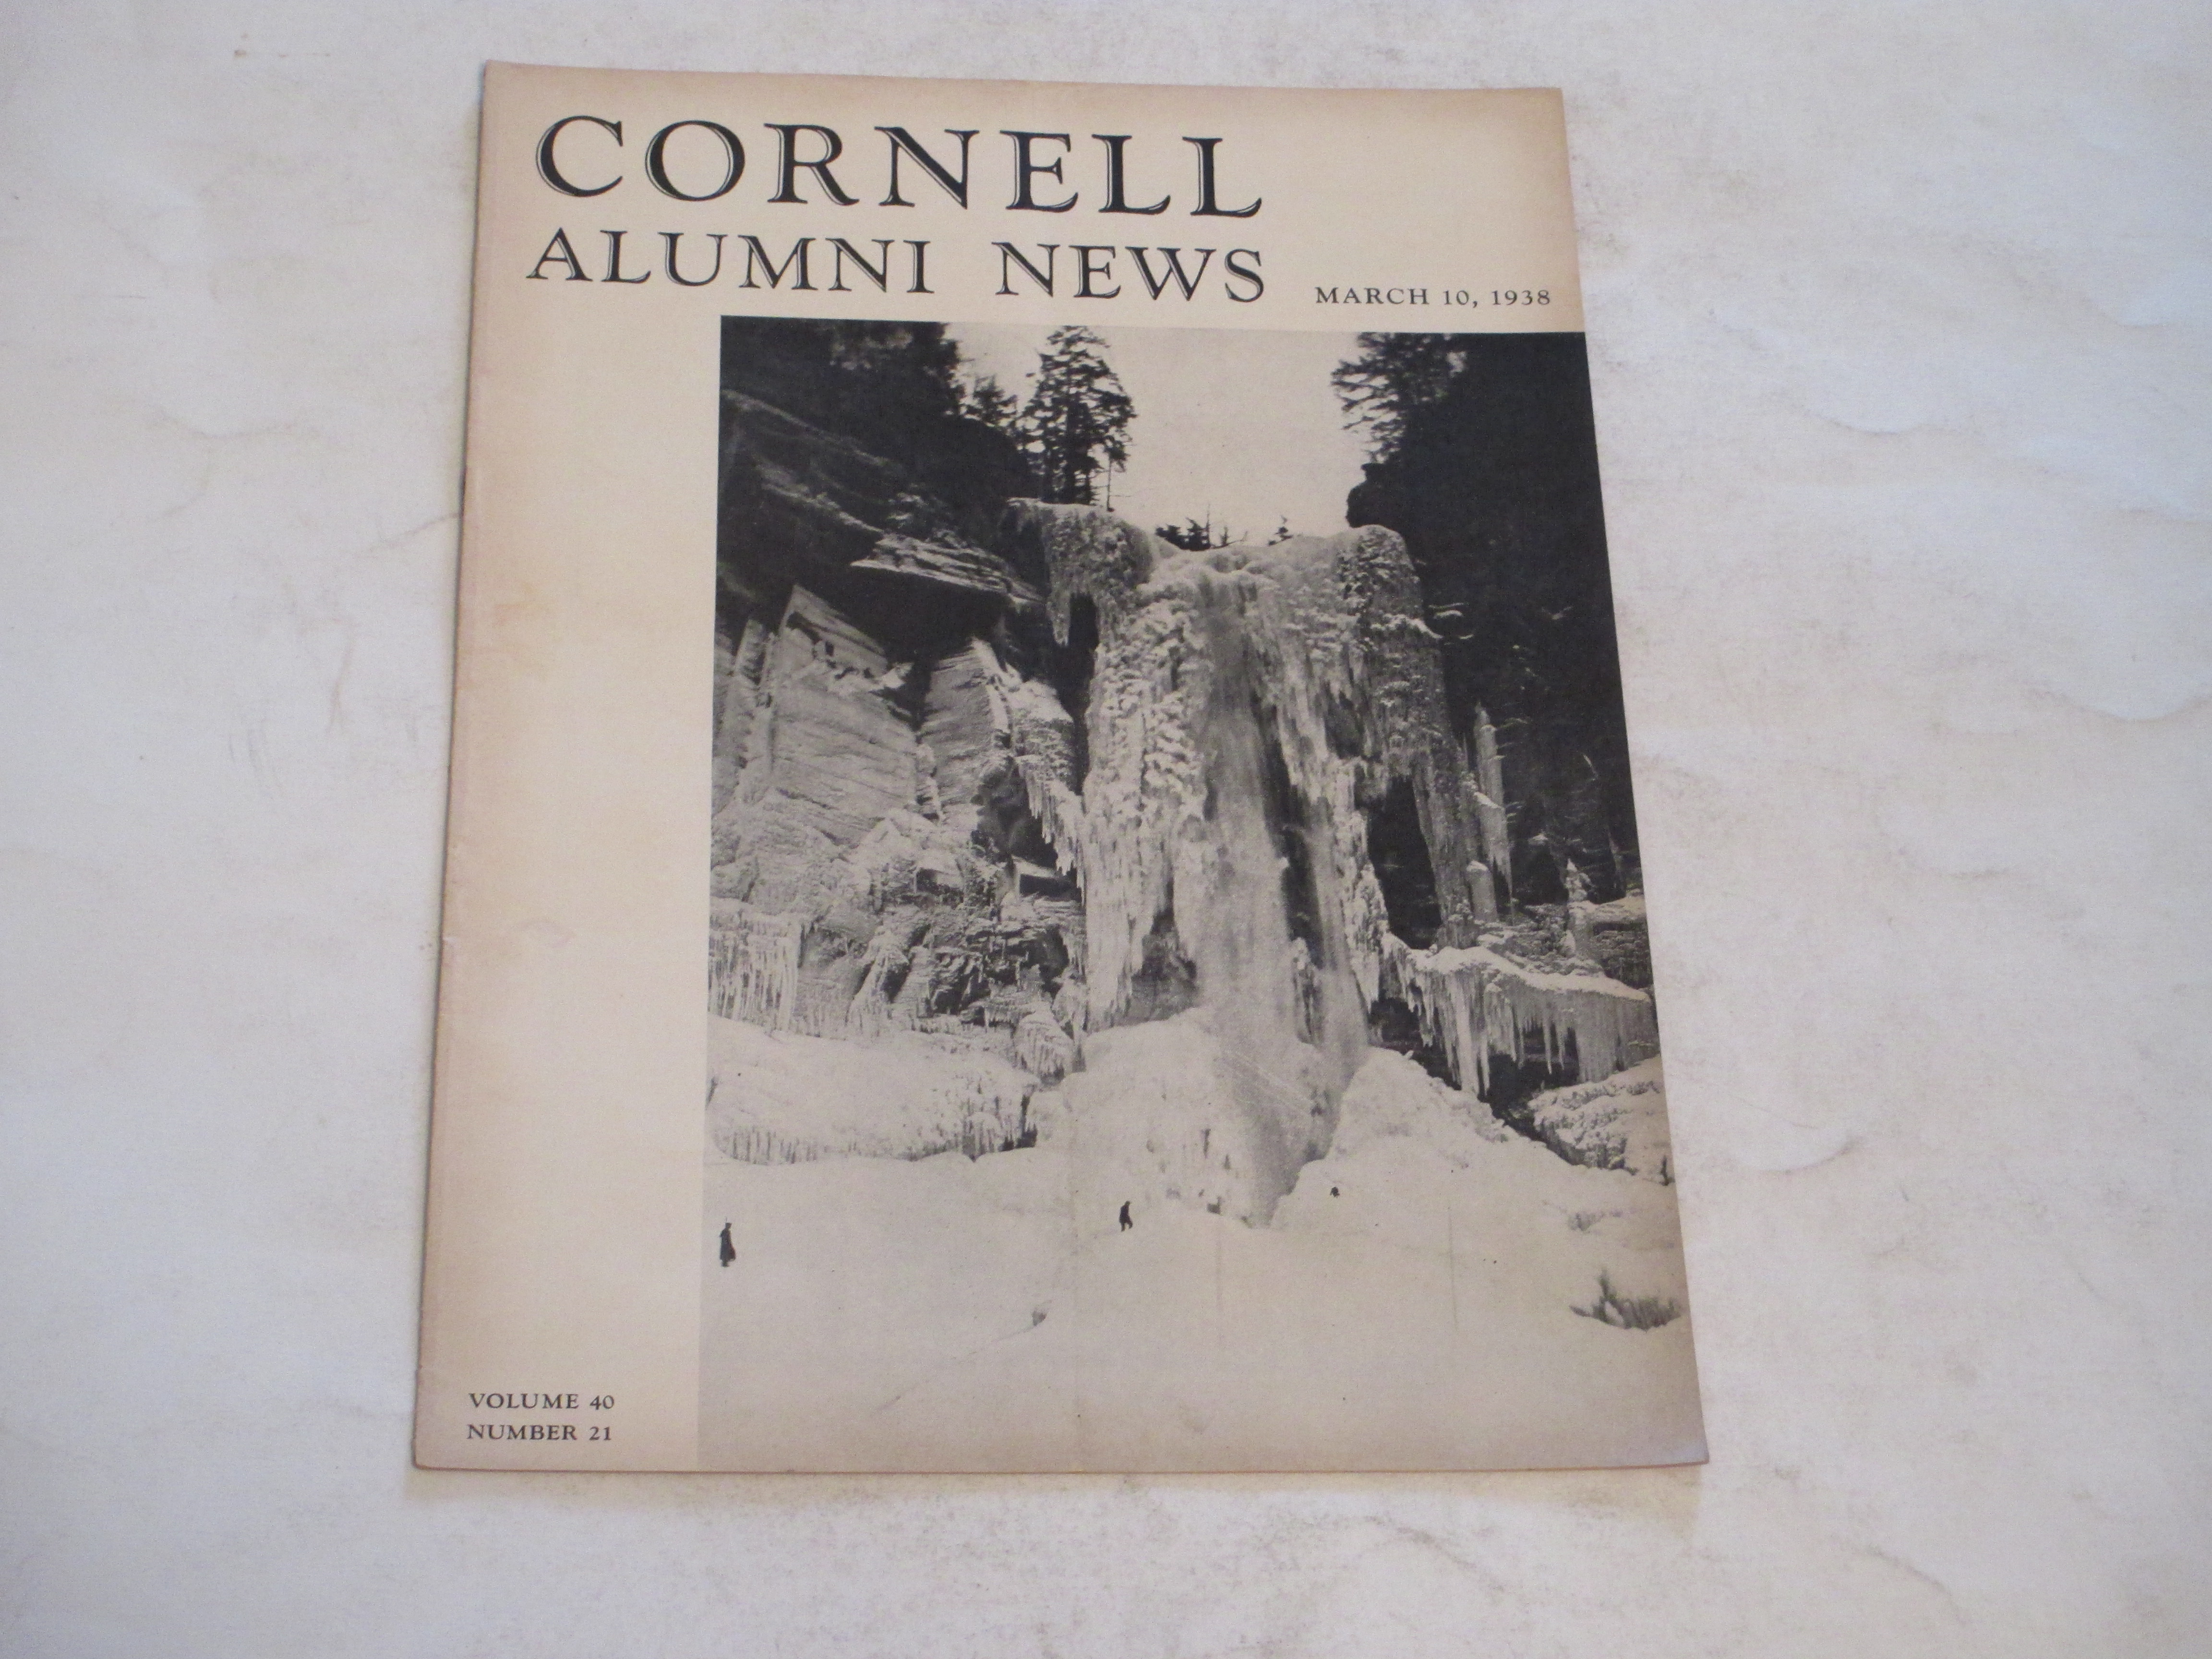 CORNELL
ALUMNI NEWS
MARCH 10, 1938
VOLUME 40
NUMBER 21